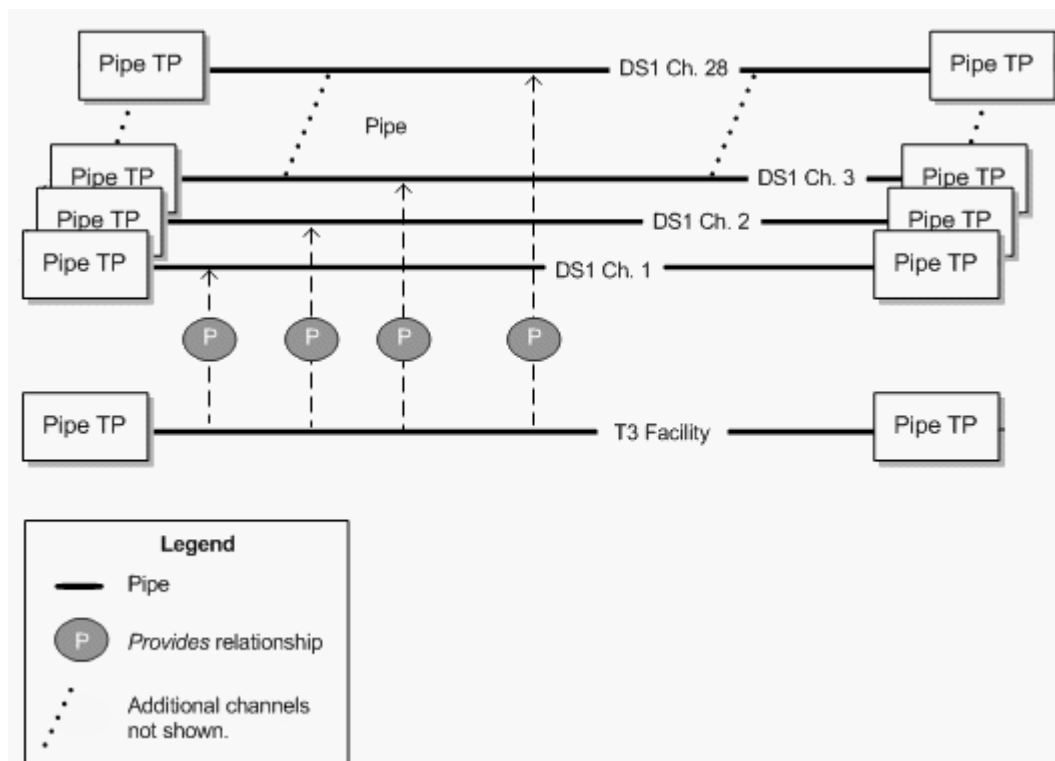 Pipe TP
DS1 Ch. 28
Pipe TP
Pipe
Pipe TP
DS1 Ch. 3
Pipe TP
Pipe TP
DS1 Ch. 2
Pipe TP
Pipe TP
DS1 Ch. 1
Pipe TP
P
P
P
P
Pipe TP
T3 Facility
Pipe TP
Legend
Pipe
P
Provides relationship
Additional channels
not shown.